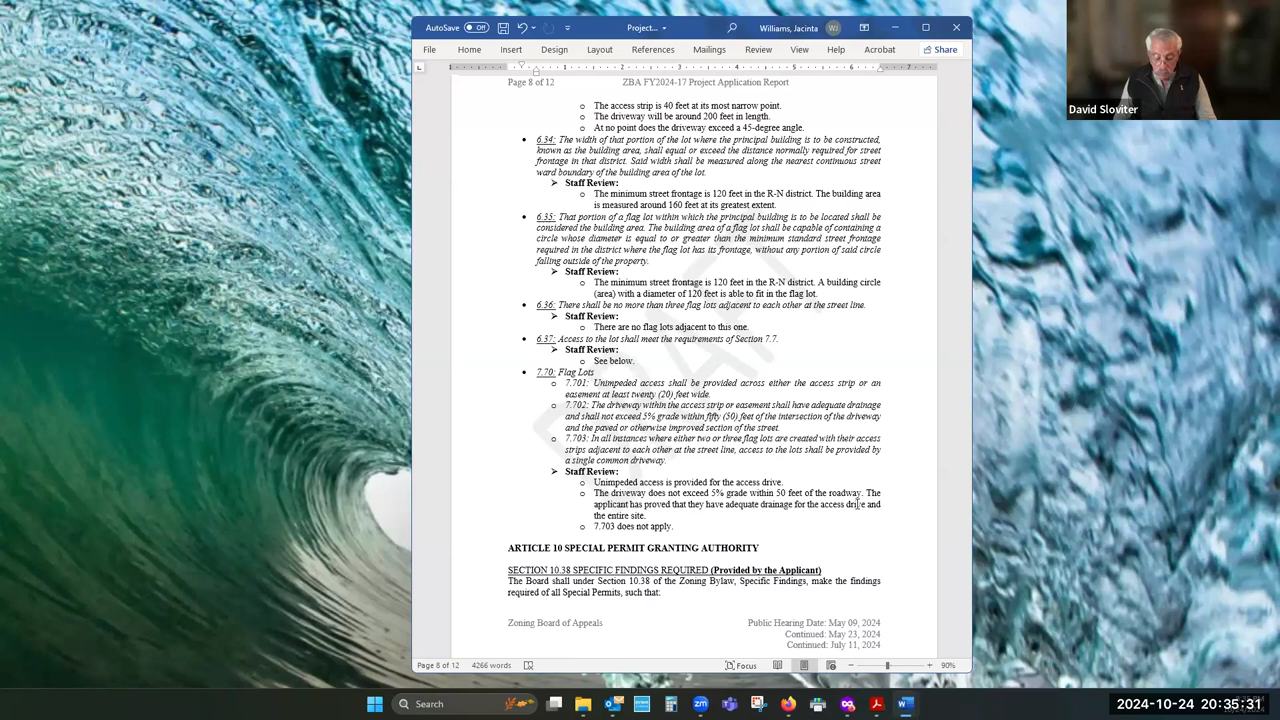 AutoSave Off Project... Williams, Jacinta WJ
File Home Insert Design Layout References Mailings Review View Help Acrobat Share
1 1 2 3 4 5 6 7
Page 8 of 12 ZBA FY2024-17 Project Application Report
o The access strip is 40 feet at its most narrow point.
o The driveway will be around 200 feet in length.
o At no point does the driveway exceed a 45-degree angle.
• 6.34: The width of that portion of the lot where the principal building is to be constructed,
known as the building area, shall equal or exceed the distance normally required for street
frontage in that district. Said width shall be measured along the nearest continuous street
ward boundary of the building area of the lot.
➢ Staff Review:
o The minimum street frontage is 120 feet in the R-N district. The building area
is measured around 160 feet at its greatest extent.
• 6.35: That portion of a flag lot within which the principal building is to be located shall be
considered the building area. The building area of a flag lot shall be capable of containing a
circle whose diameter is equal to or greater than the minimum standard street frontage
required in the district where the flag lot has its frontage, without any portion of said circle
falling outside of the property.
➢ Staff Review:
o The minimum street frontage is 120 feet in the R-N district. A building circle
(area) with a diameter of 120 feet is able to fit in the flag lot.
• 6.36: There shall be no more than three flag lots adjacent to each other at the street line.
➢ Staff Review:
o There are no flag lots adjacent to this one.
• 6.37: Access to the lot shall meet the requirements of Section 7.7.
➢ Staff Review:
o See below.
• 7.70: Flag Lots
o 7.701: Unimpeded access shall be provided across either the access strip or an
easement at least twenty (20) feet wide.
o 7.702: The driveway within the access strip or easement shall have adequate drainage
and shall not exceed 5% grade within fifty (50) feet of the intersection of the driveway
and the paved or otherwise improved section of the street.
o 7.703: In all instances where either two or three flag lots are created with their access
strips adjacent to each other at the street line, access to the lots shall be provided by
a single common driveway.
➢ Staff Review:
o Unimpeded access is provided for the access drive.
o The driveway does not exceed 5% grade within 50 feet of the roadway. The
applicant has proved that they have adequate drainage for the access drive and
the entire site.
o 7.703 does not apply.
ARTICLE 10 SPECIAL PERMIT GRANTING AUTHORITY
SECTION 10.38 SPECIFIC FINDINGS REQUIRED (Provided by the Applicant)
The Board shall under Section 10.38 of the Zoning Bylaw, Specific Findings, make the findings
required of all Special Permits, such that:
Zoning Board of Appeals Public Hearing Date: May 09, 2024
Continued: May 23, 2024
Continued: July 11, 2024
DRAFT
Page 8 of 12 4266 words Focus 90%
Search
2024-10-24 20:35:31
David Sloviter